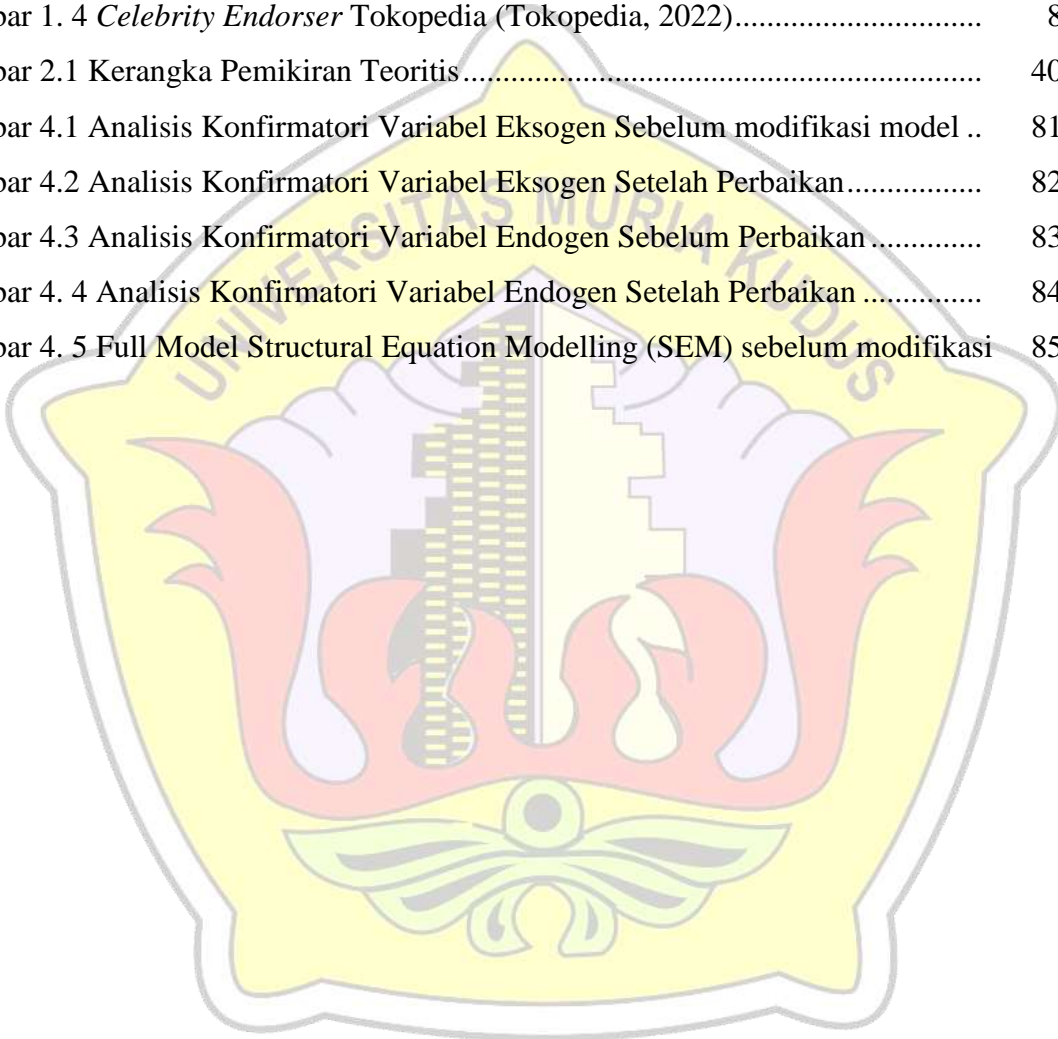 bar 1. 4 Celebrity Endorser Tokopedia (Tokopedia, 2022)............................ 8
bar 2.1 Kerangka Pemikiran Teoritis.................................................................. 40
bar 4.1 Analisis Konfirmatori Variabel Eksogen Sebelum modifikasi model .. 81
bar 4.2 Analisis Konfirmatori Variabel Eksogen Setelah Perbaikan................. 82
bar 4.3 Analisis Konfirmatori Variabel Endogen Sebelum Perbaikan ............. 83
bar 4. 4 Analisis Konfirmatori Variabel Endogen Setelah Perbaikan ............... 84
bar 4. 5 Full Model Structural Equation Modelling (SEM) sebelum modifikasi 85
UNIVERSITAS MURIA KUDUS